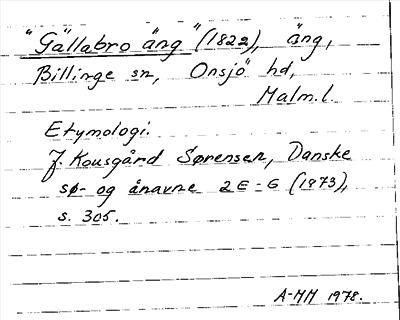 "Gällabro äng" (1822), äng,
Billinge sn, Onsjö hd,
Malm.l.
Etymologi:
J. Kousgård Sørensen, Danske
sø- og ånavne 2 E-G (1973),
s. 305.
A-MM 1978.